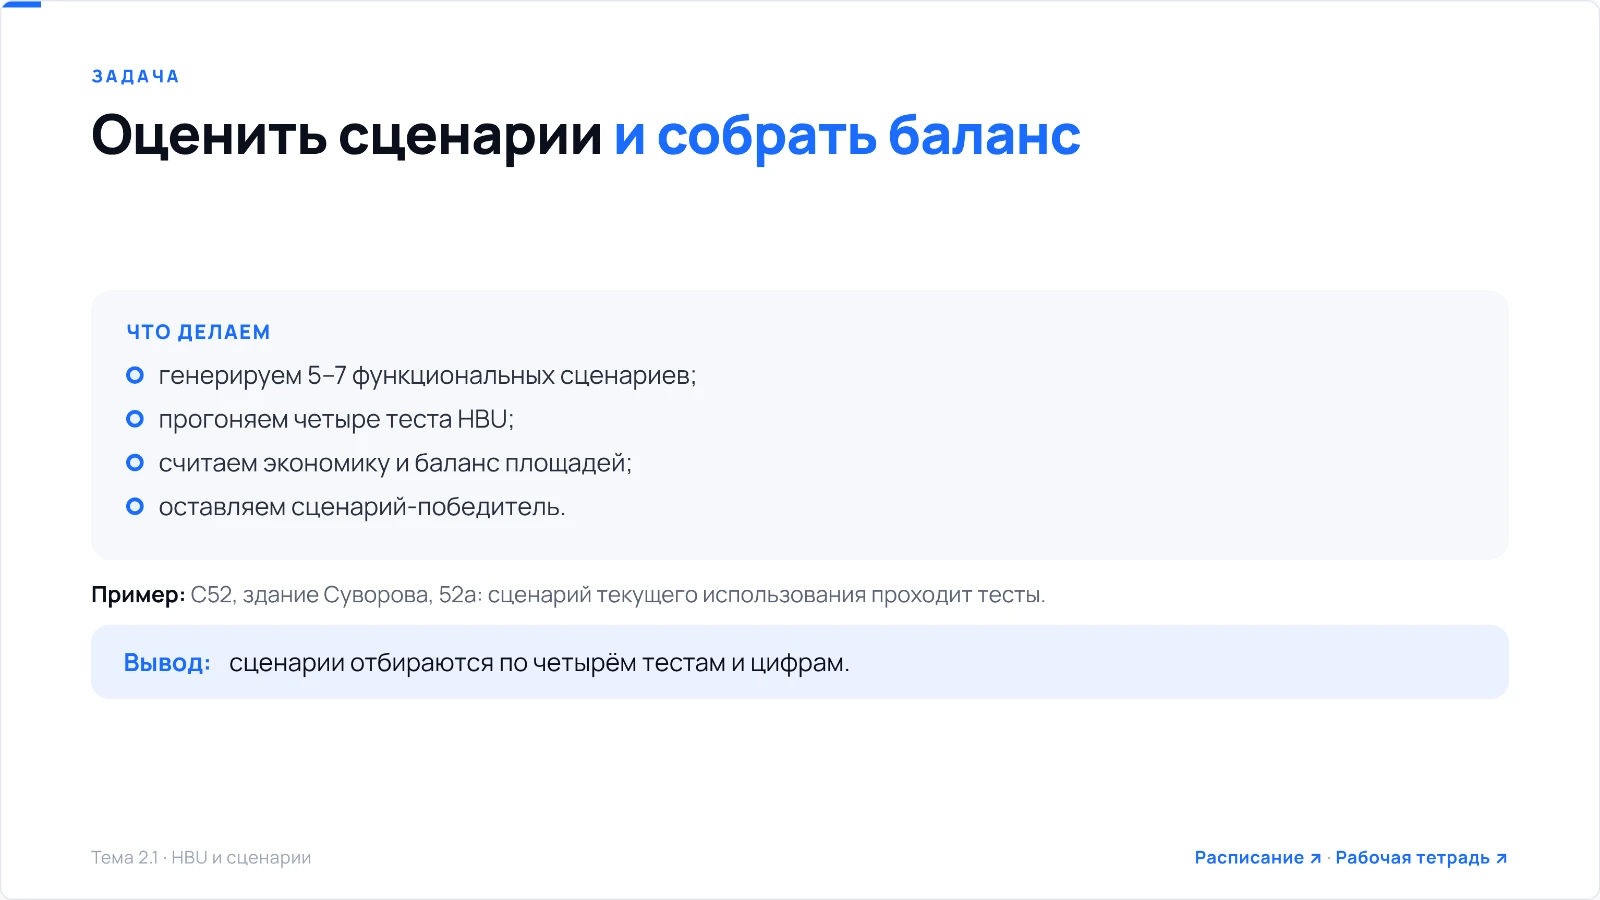 ЗАДАЧА
Оценить сценарии и собрать баланс
ЧТО ДЕЛАЕМ
генерируем 5–7 функциональных сценариев;
прогоняем четыре теста HBU;
считаем экономику и баланс площадей;
оставляем сценарий-победитель.
Пример: С52, здание Суворова, 52а: сценарий текущего использования проходит тесты.
Вывод: сценарии отбираются по четырём тестам и цифрам.
Тема 2.1 · HBU и сценарии
Расписание ↗ · Рабочая тетрадь ↗